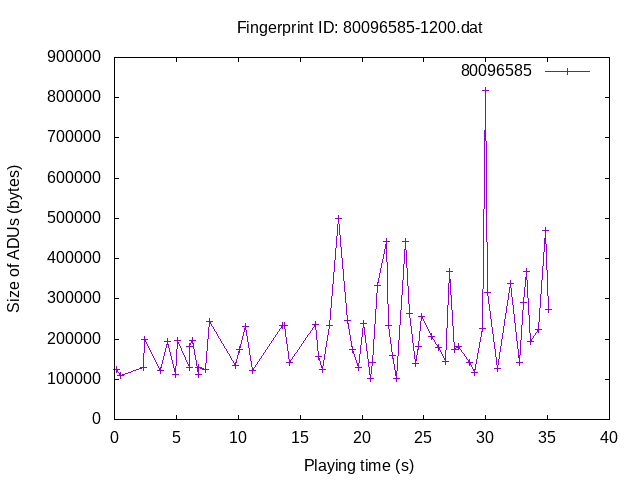 Fingerprint ID: 80096585-1200.dat
900000
80096585
800000
700000
600000
500000
400000
300000
200000
100000
0
Size of ADUs (bytes)
0 5 10 15 20 25 30 35 40
Playing time (s)